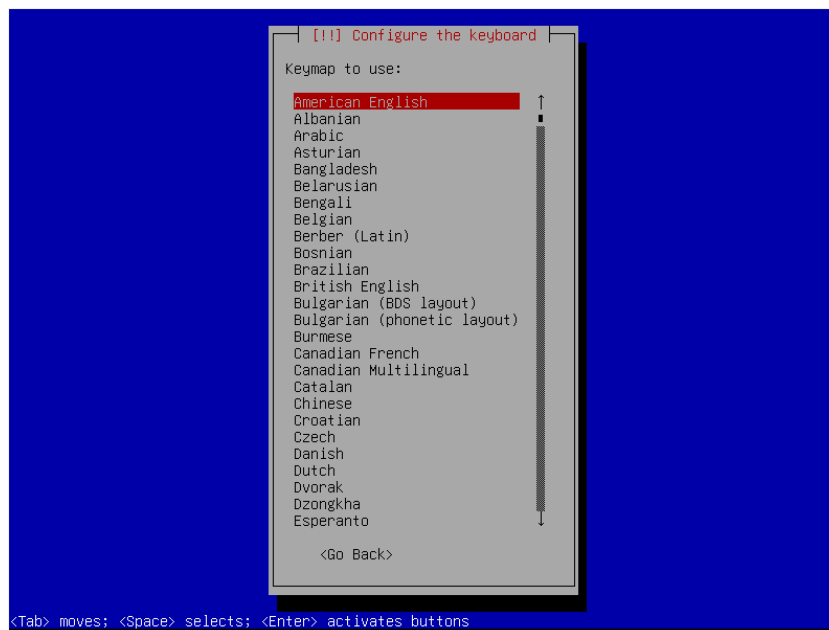 [!!] Configure the keyboard
Keymap to use:
American English
Albanian
Arabic
Asturian
Bangladesh
Belarusian
Bengali
Belgian
Berber (Latin)
Bosnian
Brazilian
British English
Bulgarian (BDS layout)
Bulgarian (phonetic layout)
Burmese
Canadian French
Canadian Multilingual
Catalan
Chinese
Croatian
Czech
Danish
Dutch
Dvorak
Dzongkha
Esperanto
<Go Back>
<Tab> moves; <Space> selects; <Enter> activates buttons